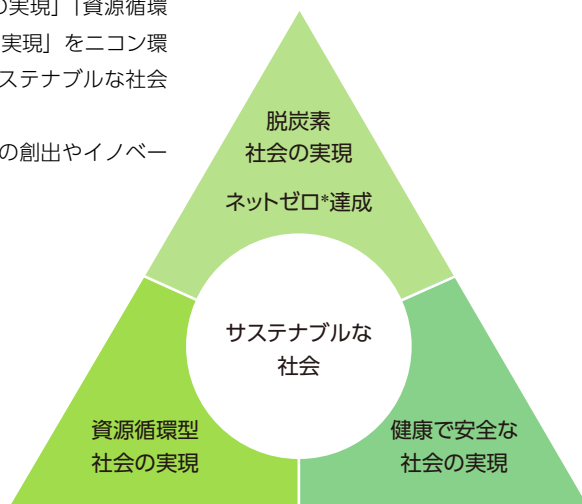 の実現」「資源循環
実現」をニコン環
ステナブルな社会
の創出やイノベー
脱炭素
社会の実現
ネットゼロ*達成
サステナブルな
社会
資源循環型
社会の実現
健康で安全な
社会の実現